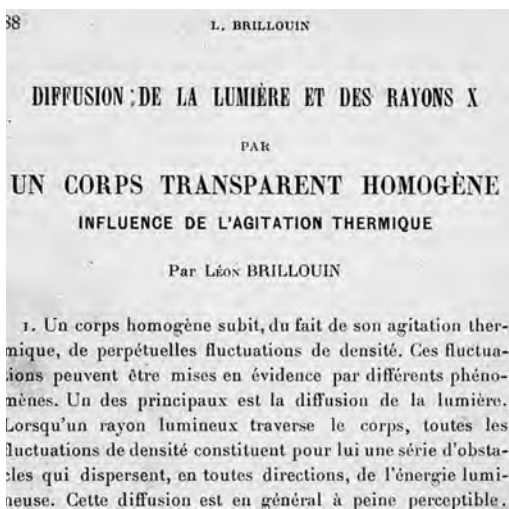 88 L. BRILLOUIN
DIFFUSION DE LA LUMIÈRE ET DES RAYONS X
PAR
UN CORPS TRANSPARENT HOMOGÈNE
INFLUENCE DE L'AGITATION THERMIQUE
Par LÉON BRILLOUIN
1. Un corps homogène subit, du fait de son agitation ther-
mique, de perpétuelles fluctuations de densité. Ces fluctua-
tions peuvent être mises en évidence par différents phéno-
mènes. Un des principaux est la diffusion de la lumière.
Lorsqu'un rayon lumineux traverse le corps, toutes les
fluctuations de densité constituent pour lui une série d'obsta-
cles qui dispersent, en toutes directions, de l'énergie lumi-
neuse. Cette diffusion est en général à peine perceptible.